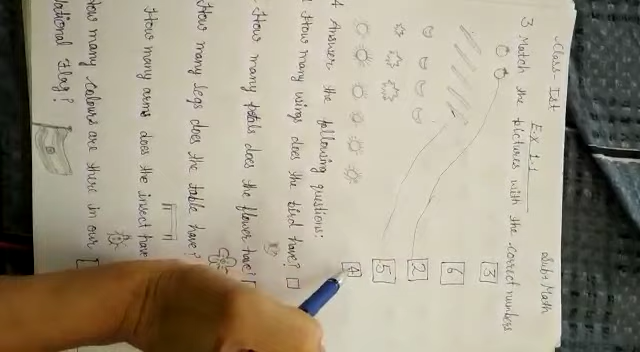 Class- Ist Sub: Math
EX 1.1
3 Match the pictures with the correct numbers
3
6
2
5
4
4 Answer the following questions:
How many wings does the bird have?
How many petals does the flower have?
How many legs does the table have?
How many arms does the insect have
How many colours are there in our
National flag?